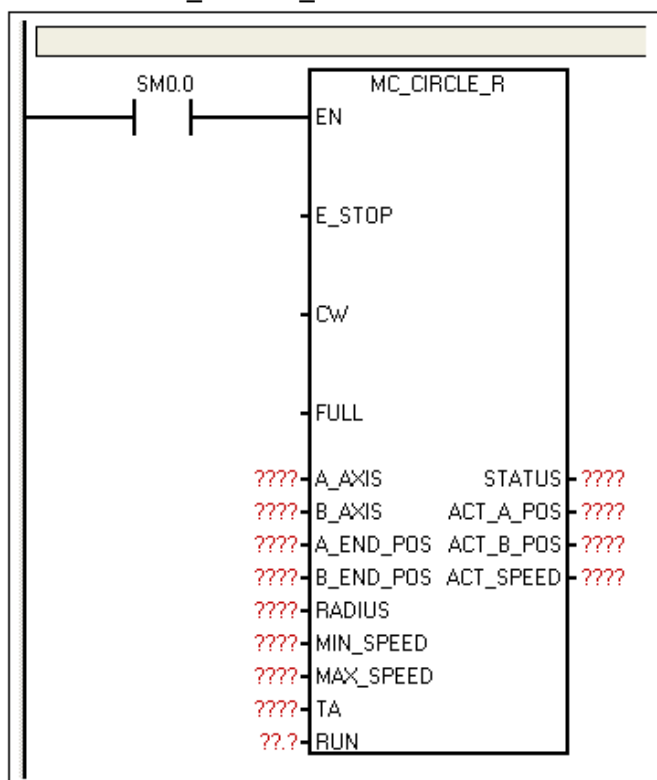 SM0.0 MC_CIRCLE_R
EN
E_STOP
CW
FULL
???? A_AXIS STATUS ????
???? B_AXIS ACT_A_POS ????
???? A_END_POS ACT_B_POS ????
???? B_END_POS ACT_SPEED ????
???? RADIUS
???? MIN_SPEED
???? MAX_SPEED
???? TA
??.? RUN